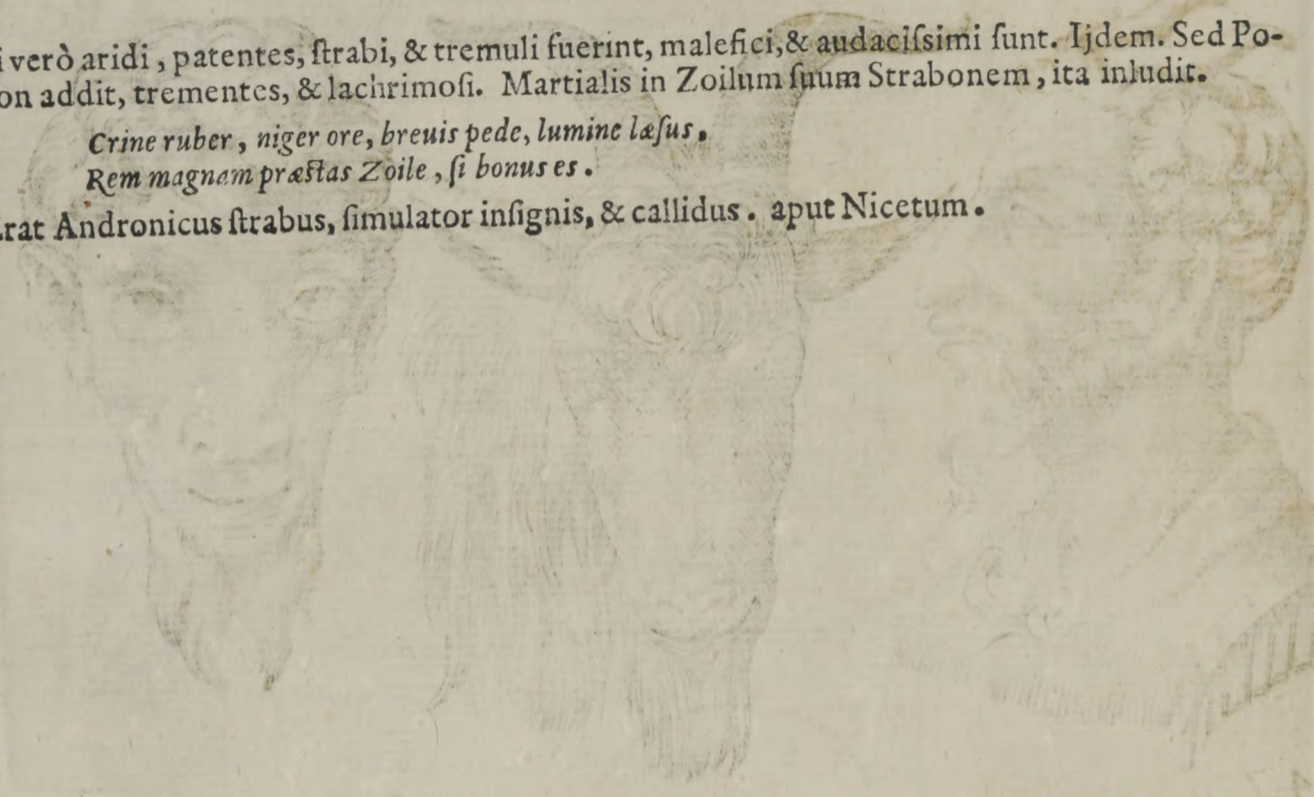 i verò aridi, patentes, ſtrabi, & tremuli fuerint, malefici, & audaciſsimi ſunt. Ijdem. Sed Po-
on addit, trementes, & lachrimoſi. Martialis in Zoilum ſuum Strabonem, ita inludit.
Crine ruber, niger ore, breuis pede, lumine læſus.
Rem magnam præſtas Zoile, ſi bonus es.
rat Andronicus ſtrabus, ſimulator inſignis, & callidus. aput Nicetum.